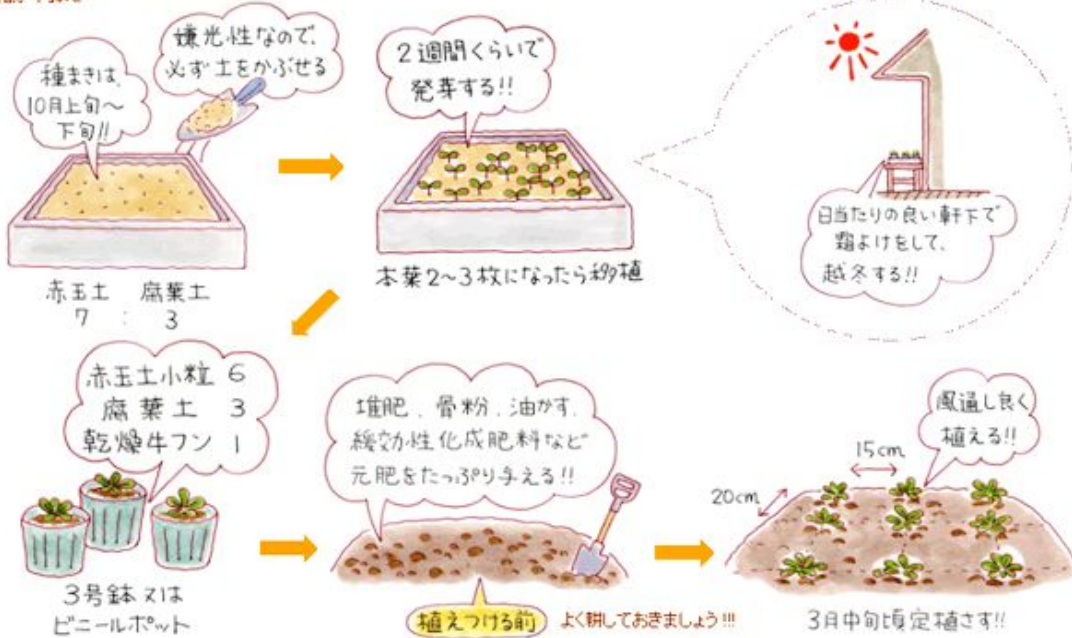 種まきは、
10月上旬～
下旬!!
嫌光性なので、
必ず土をかぶせる
赤玉土 腐葉土
7 : 3
2週間くらいで
発芽する!!
本葉2～3枚になったら移植
日当たりの良い軒下で
霜よけをして、
越冬する!!
赤玉土小粒 6
腐葉土 3
乾燥牛フン 1
3号鉢又は
ビニールポット
堆肥、骨粉、油かす、
緩効性化成肥料など
元肥をたっぷり与える!!
植えつける前 よく耕しておきましょう!!!
風通し良く
植える!!
15cm
20cm
3月中旬頃定植さす!!